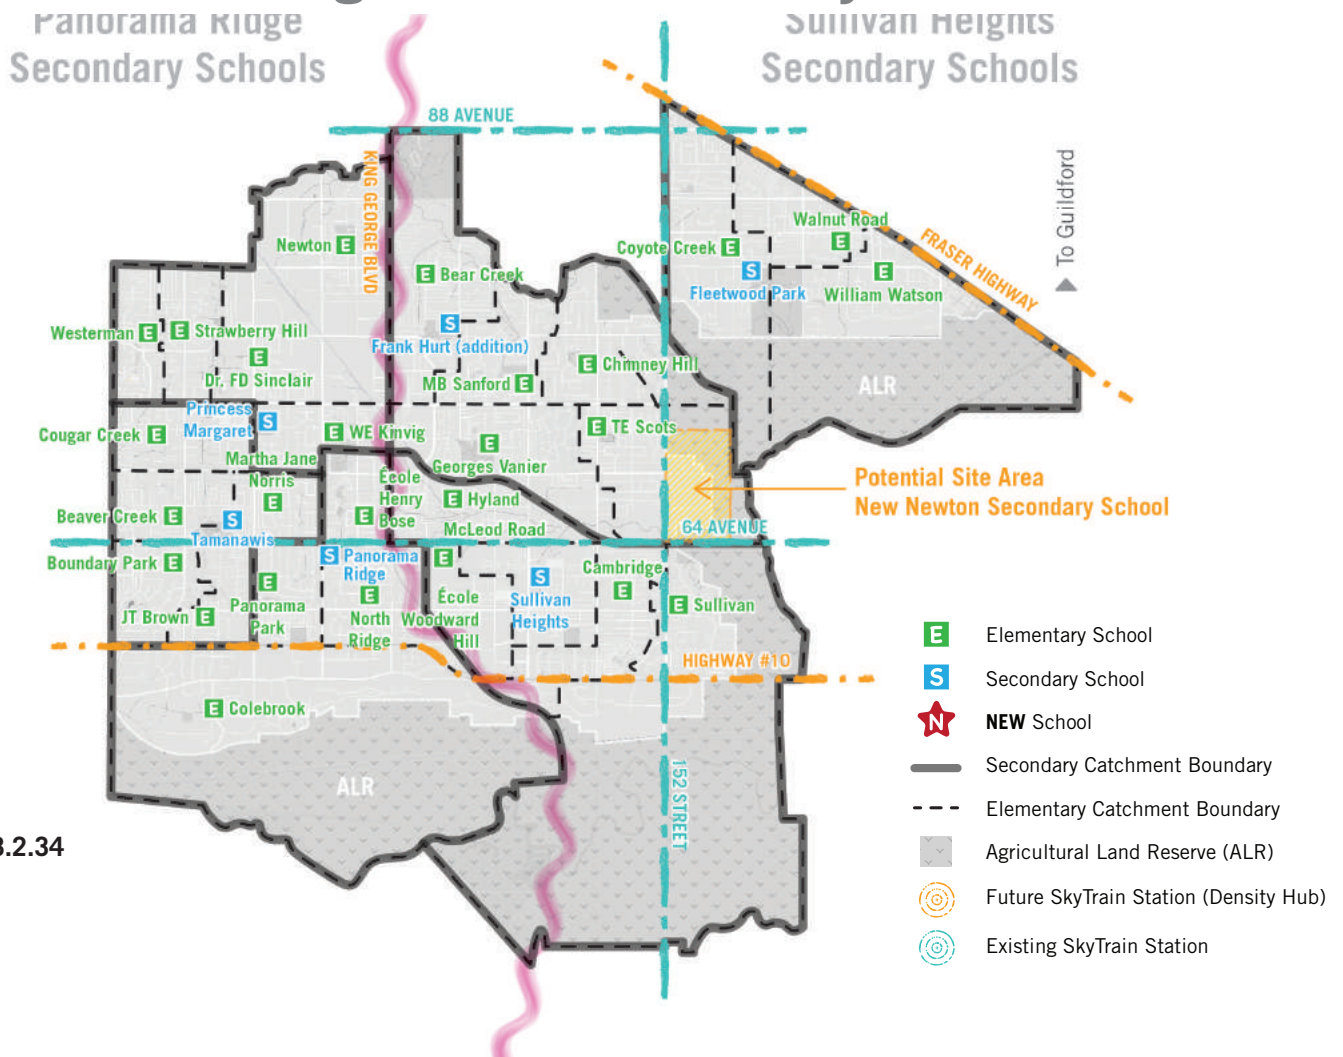 Panorama Ridge
Secondary Schools
Sullivan Heights
Secondary Schools
88 AVENUE
KING GEORGE BLVD
To Guildford
Walnut Road
Newton E
Coyote Creek E
E
FRASER HIGHWAY
E Bear Creek
S
Fleetwood Park
E
William Watson
Westerman E
E Strawberry Hill
S
Frank Hurt (addition)
E
Dr. FD Sinclair
E Chimney Hill
MB Sanford E
ALR
Princess
Margaret S
Cougar Creek E
E WE Kinvig
E TE Scots
E
Georges Vanier
Martha Jane
Norris
E
École
Henry
Bose
E
E Hyland
Potential Site Area
New Newton Secondary School
Beaver Creek E
S
Tamanawis
McLeod Road
E
64 AVENUE
Boundary Park E
S Panorama
Ridge
Cambridge
E
E
Panorama
Park
E
North
Ridge
École
Woodward
Hill
S
Sullivan
Heights
E Sullivan
JT Brown E
HIGHWAY #10
E Colebrook
ALR
152 STREET
3.2.34
E Elementary School
S Secondary School
N NEW School
Secondary Catchment Boundary
Elementary Catchment Boundary
Agricultural Land Reserve (ALR)
Future SkyTrain Station (Density Hub)
Existing SkyTrain Station